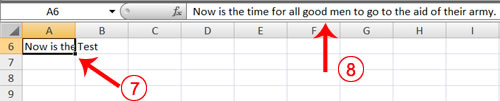 A6 fx Now is the time for all good men to go to the aid of their army.
A B C D E F G H I
6 Now is the Test
7
8
9
⑦ ⑧